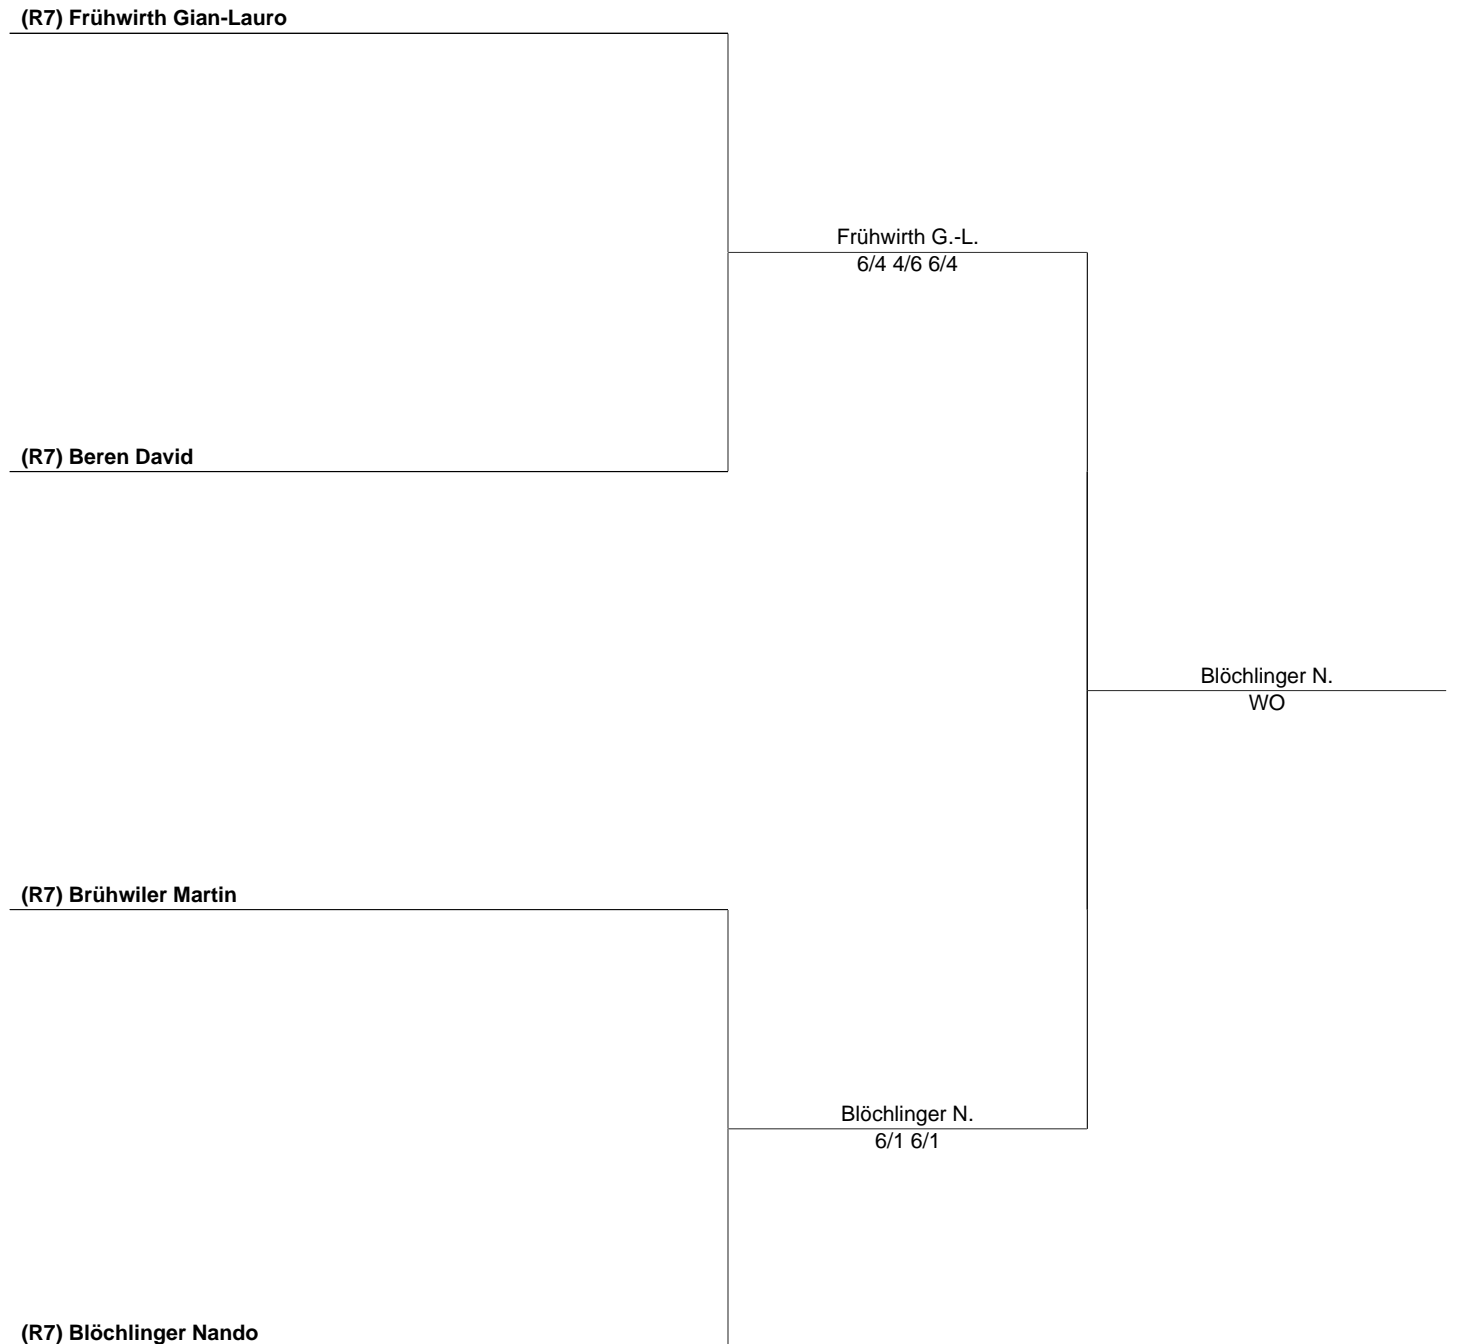 (R7) Frühwirth Gian-Lauro
Frühwirth G.-L.
6/4 4/6 6/4
(R7) Beren David
Blöchlinger N.
WO
(R7) Brühwiler Martin
Blöchlinger N.
6/1 6/1
(R7) Blöchlinger Nando